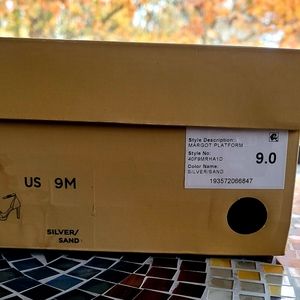 Style Description:
MARGOT PLATFORM
Style No:
40F9MRHA1D
9.0
Color Name:
SILVER/SAND
193572066847
US 9M
SILVER/
SAND